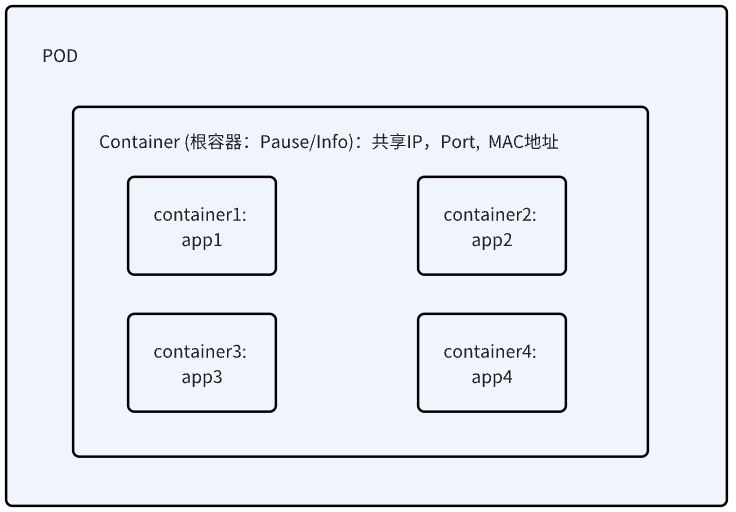 POD
Container (根容器：Pause/Info)：共享IP，Port, MAC地址
container1:
app1
container2:
app2
container3:
app3
container4:
app4